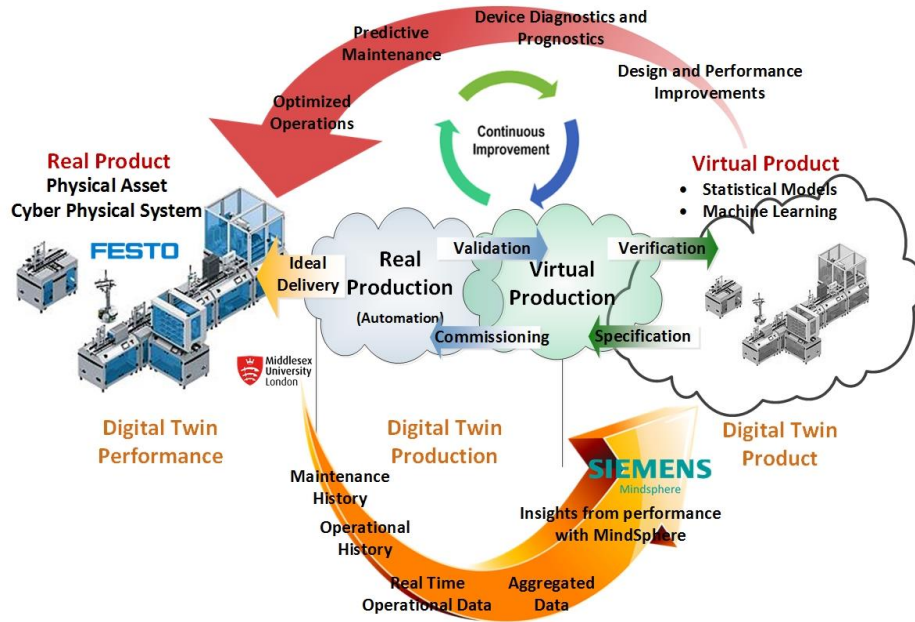 Device Diagnostics and
Prognostics
Predictive
Maintenance
Design and Performance
Improvements
Optimized
Operations
Continuous
Improvement
Real Product
Physical Asset
Cyber Physical System
FESTO
Virtual Product
• Statistical Models
• Machine Learning
Ideal
Delivery
Real
Production
(Automation)
Validation
Virtual
Production
Verification
Commissioning
Specification
Middlesex
University
London
Digital Twin
Performance
Digital Twin
Production
Digital Twin
Product
SIEMENS
Mindsphere
Maintenance
History
Insights from performance
with MindSphere
Operational
History
Real Time
Operational Data
Aggregated
Data